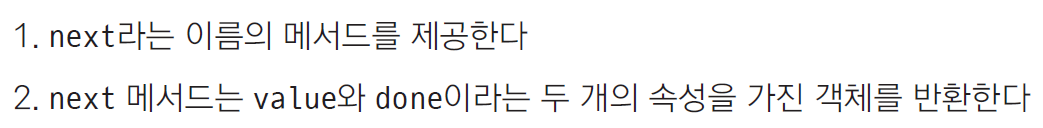 1. next라는 이름의 메서드를 제공한다
2. next 메서드는 value와 done이라는 두 개의 속성을 가진 객체를 반환한다